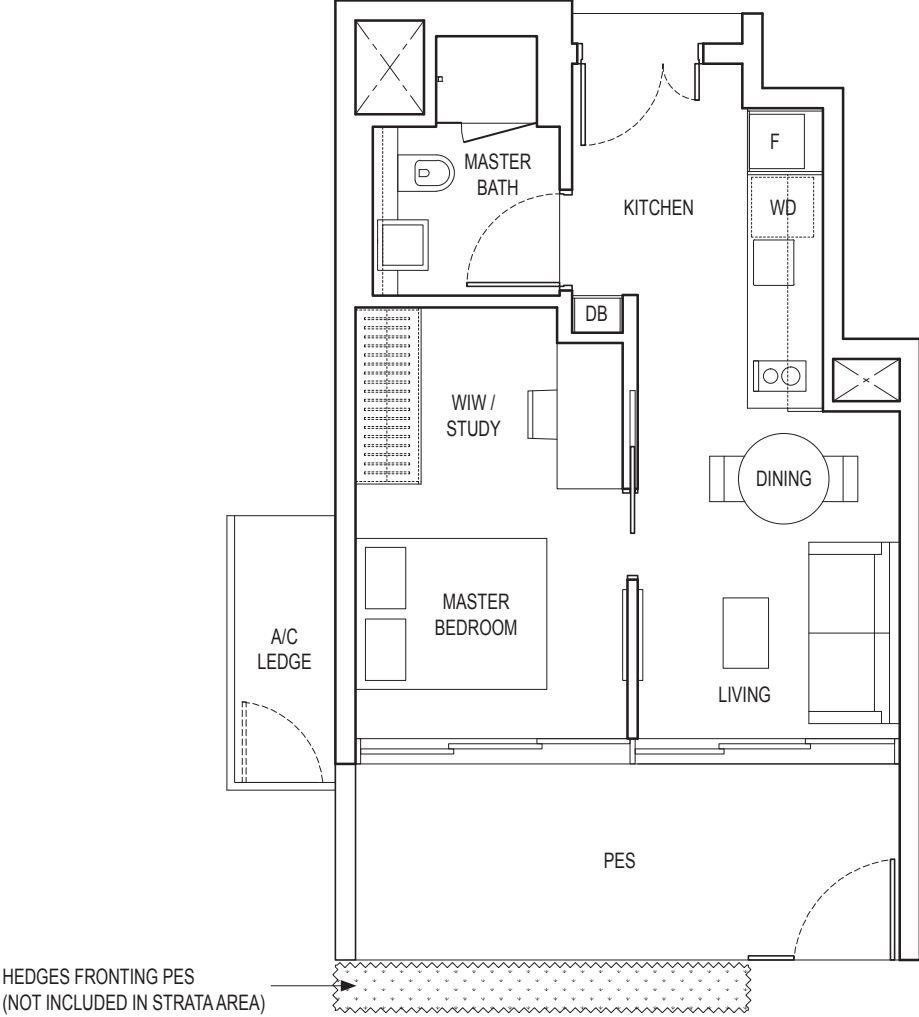 MASTER
BATH
F
KITCHEN
WD
DB
WIW /
STUDY
DINING
MASTER
BEDROOM
A/C
LEDGE
LIVING
PES
HEDGES FRONTING PES
(NOT INCLUDED IN STRATA AREA)